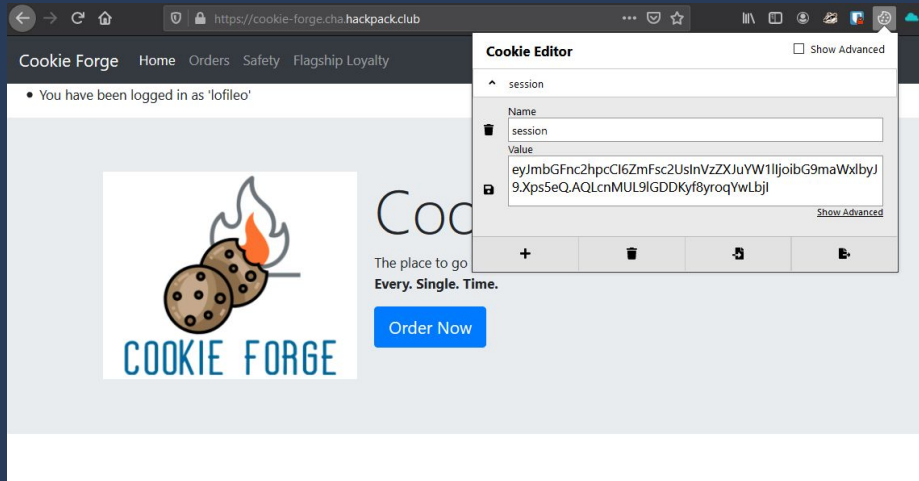 https://cookie-forge.cha.hackpack.club
Cookie Forge Home Orders Safety Flagship Loyalty
You have been logged in as 'lofileo'
Cookie Editor
Show Advanced
session
Name
session
Value
eyJmbGFnc2hpcCI6ZmFsc2UsInVzZXJuYW1lIjoibG9maWxlbyJ
9.Xps5eQ.AQLcnMUL9lGDDKyf8yroqYwLbjI
Show Advanced
COOKIE FORGE
Coo
The place to go
Every. Single. Time.
Order Now